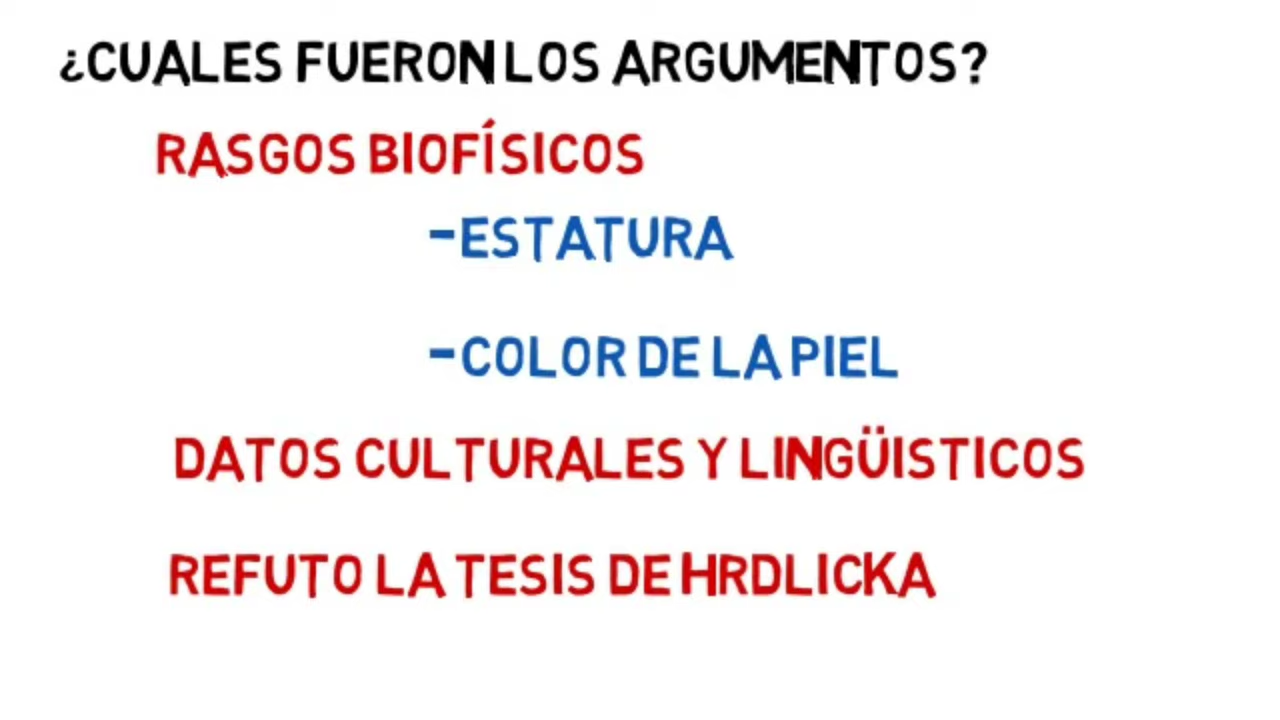 ¿CUALES FUERON LOS ARGUMENTOS?
RASGOS BIOFÍSICOS
-ESTATURA
-COLOR DE LA PIEL
DATOS CULTURALES Y LINGÜISTICOS
REFUTO LA TESIS DE HRDLICKA